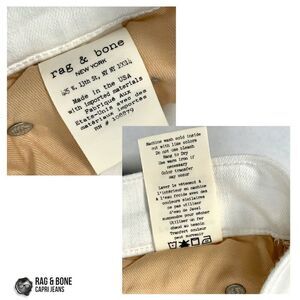 rag & bone
NEW YORK
425 W. 13th St, NY NY 10014
Made in the USA
with imported materials
Fabriqué Aux
Etats-Unis avec des
matériaux importés
RN # 106879
Machine wash cold inside
out with like colors
Do not use bleach
Hang to Dry
Use warm iron if
necessary
Color transfer
may occur
Laver le vêtement à
l'intérieur en machine
à l'eau froide avec des
couleurs similaires
ne pas utiliser
d'eau de Javel
suspendre pour sécher
Utiliser un fer
chaud au besoin
Tranfert couleur
peut survenir
RAG & BONE
CAPRI JEANS